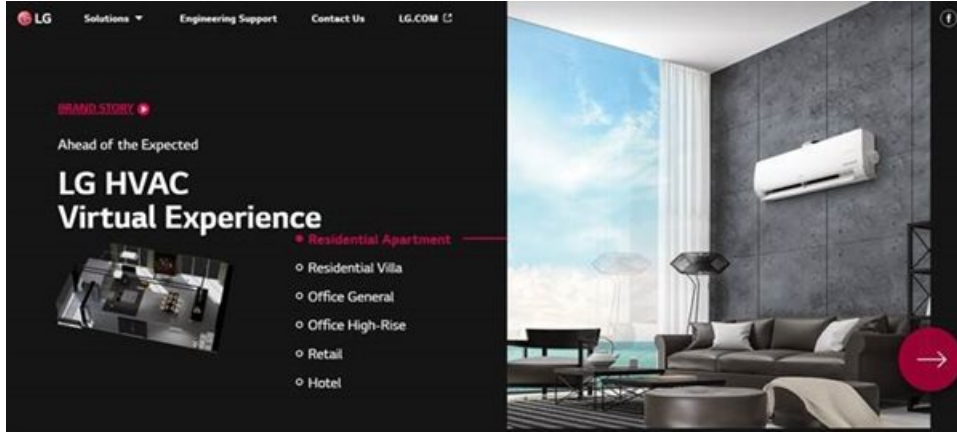 LG
Solutions
Engineering Support
Contact Us
LG.COM
BRAND STORY
Ahead of the Expected
LG HVAC
Virtual Experience
Residential Apartment
Residential Villa
Office General
Office High-Rise
Retail
Hotel